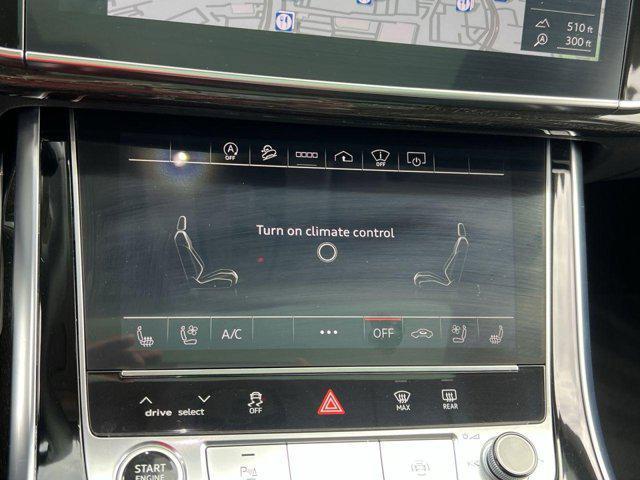 510 ft
300 ft
A
OFF
OFF
Turn on climate control
A/C
•••
OFF
drive select
OFF
MAX
REAR
START
ENGINE